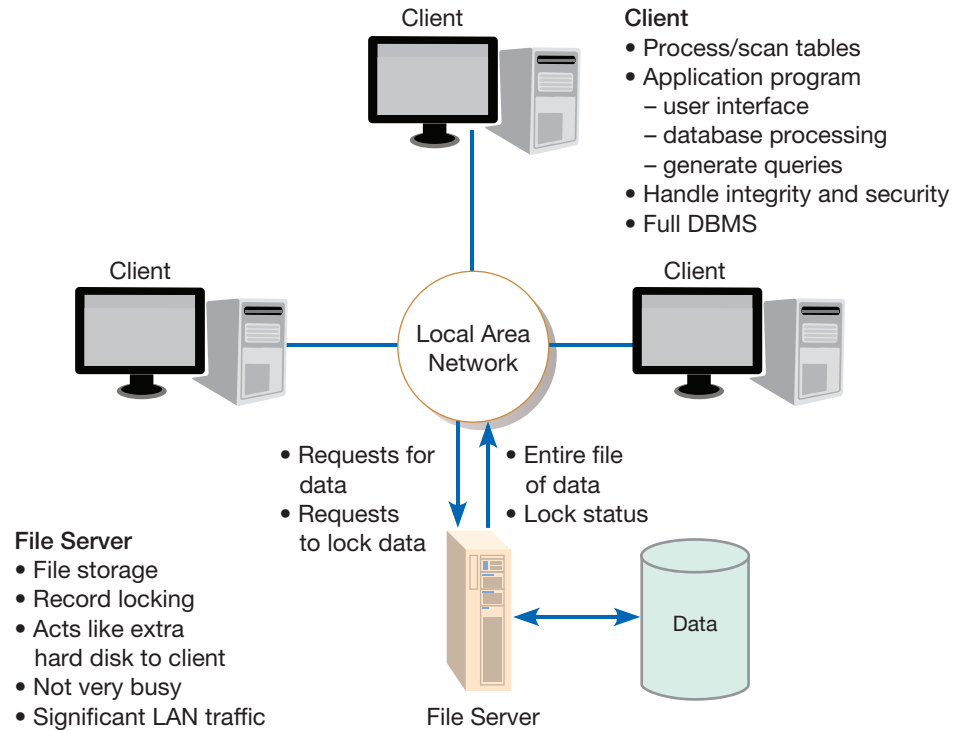 Client
Client
• Process/scan tables
• Application program
– user interface
– database processing
– generate queries
• Handle integrity and security
• Full DBMS
Client
Client
Local Area
Network
• Requests for
data
• Requests
to lock data
• Entire file
of data
• Lock status
File Server
• File storage
• Record locking
• Acts like extra
hard disk to client
• Not very busy
• Significant LAN traffic
Data
File Server